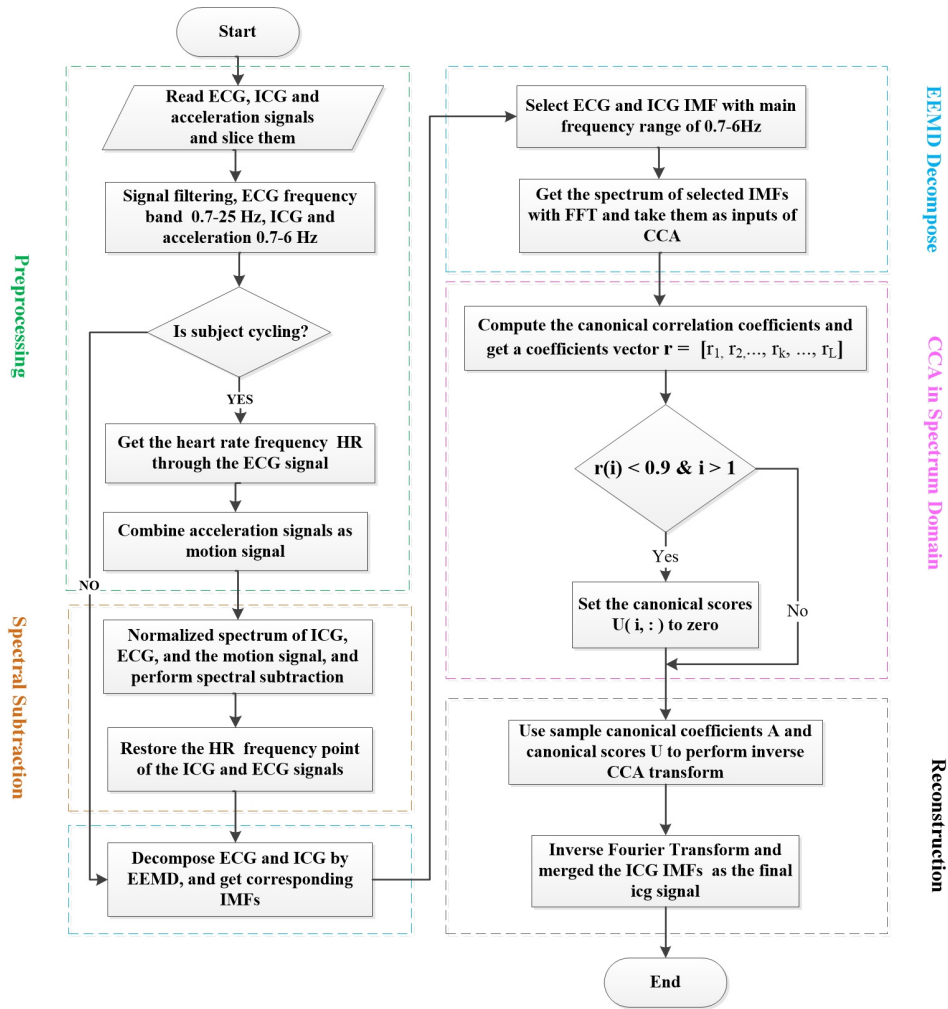 Start
Preprocessing
Read ECG, ICG and
acceleration signals
and slice them
Signal filtering, ECG frequency
band 0.7-25 Hz, ICG and
acceleration 0.7-6 Hz
Is subject cycling?
YES
NO
Get the heart rate frequency HR
through the ECG signal
Combine acceleration signals as
motion signal
Spectral Subtraction
Normalized spectrum of ICG,
ECG, and the motion signal, and
perform spectral subtraction
Restore the HR frequency point
of the ICG and ECG signals
Decompose ECG and ICG by
EEMD, and get corresponding
IMFs
EEMD Decompose
Select ECG and ICG IMF with main
frequency range of 0.7-6Hz
Get the spectrum of selected IMFs
with FFT and take them as inputs of
CCA
CCA in Spectrum Domain
Compute the canonical correlation coefficients and
get a coefficients vector r = [r1, r2,..., rk, ..., rL]
r(i) < 0.9 & i > 1
Yes
No
Set the canonical scores
U( i, : ) to zero
Reconstruction
Use sample canonical coefficients A and
canonical scores U to perform inverse
CCA transform
Inverse Fourier Transform and
merged the ICG IMFs as the final
icg signal
End